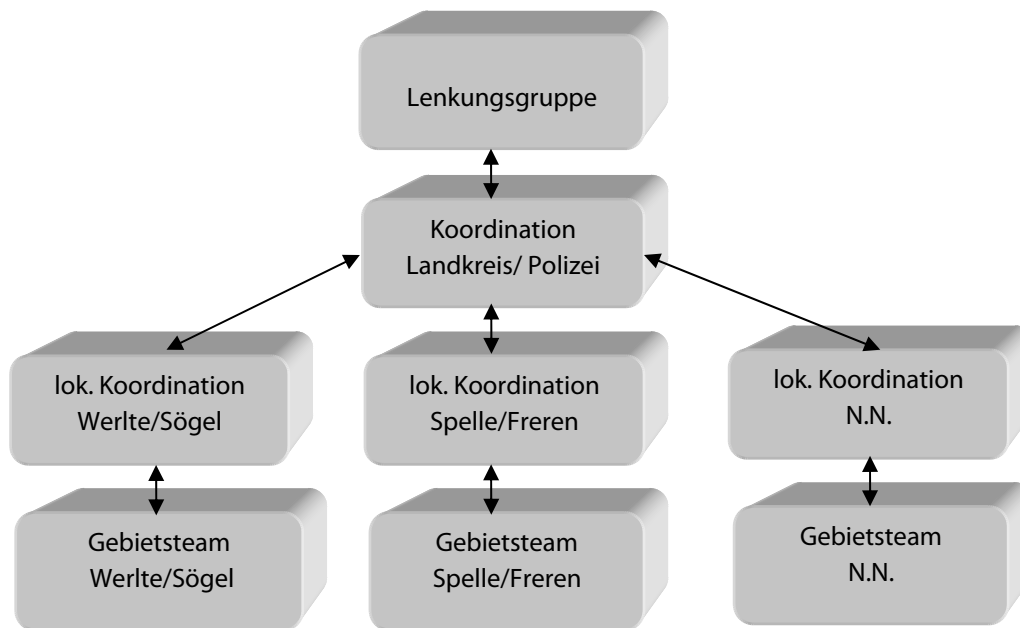 Lenkungsgruppe
Koordination
Landkreis/ Polizei
lok. Koordination
Werlte/Sögel
lok. Koordination
Spelle/Freren
lok. Koordination
N.N.
Gebietsteam
Werlte/Sögel
Gebietsteam
Spelle/Freren
Gebietsteam
N.N.